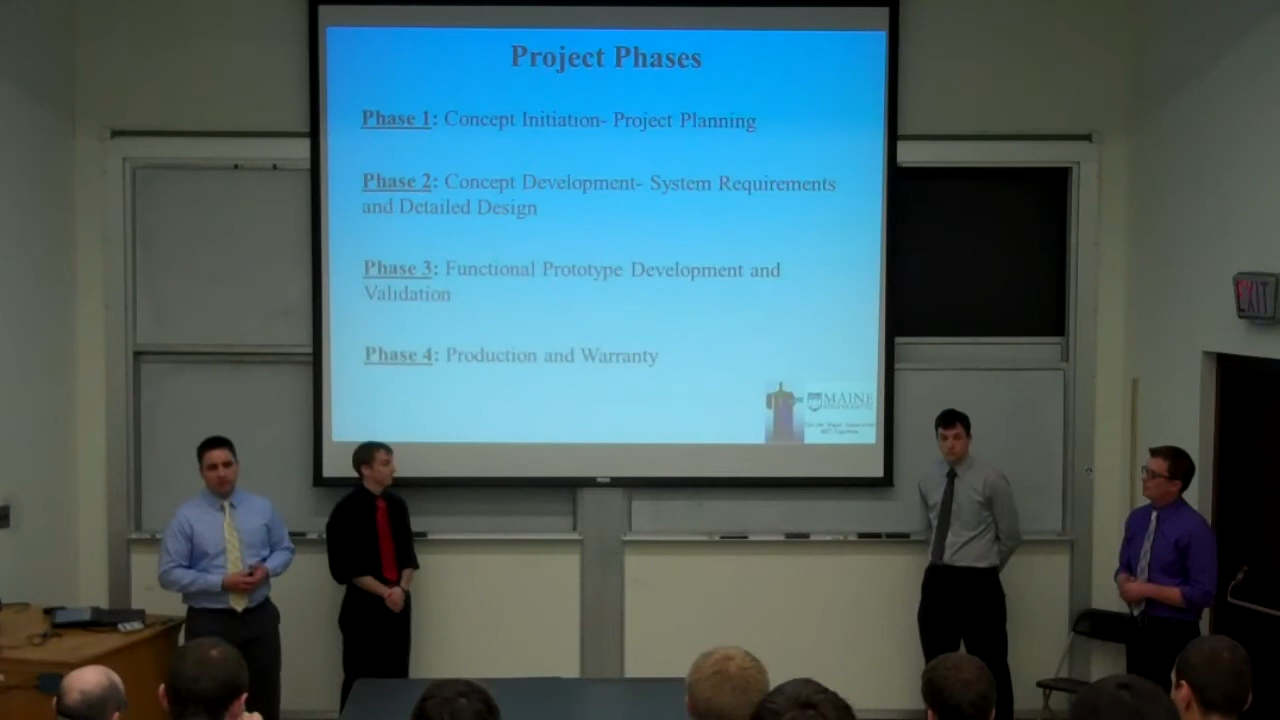 Project Phases
Phase 1: Concept Initiation- Project Planning
Phase 2: Concept Development- System Requirements
and Detailed Design
Phase 3: Functional Prototype Development and
Validation
Phase 4: Production and Warranty
MAINE
EXIT